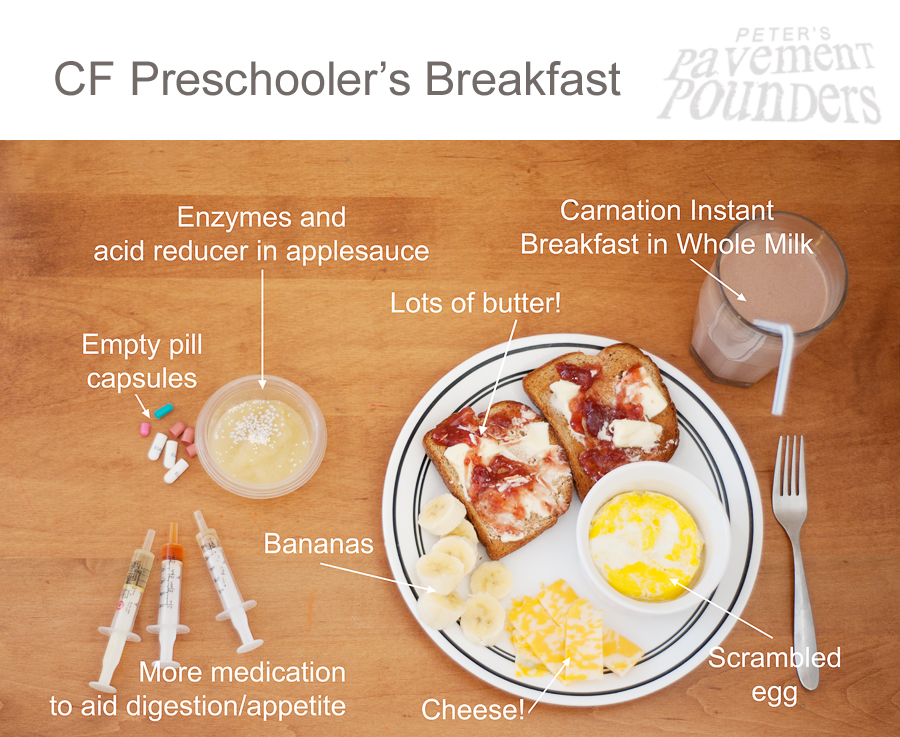 CF Preschooler's Breakfast
PETER'S
Pavement
Pounders
Enzymes and
acid reducer in applesauce
Carnation Instant
Breakfast in Whole Milk
Lots of butter!
Empty pill
capsules
Bananas
More medication
to aid digestion/appetite
Cheese!
Scrambled
egg